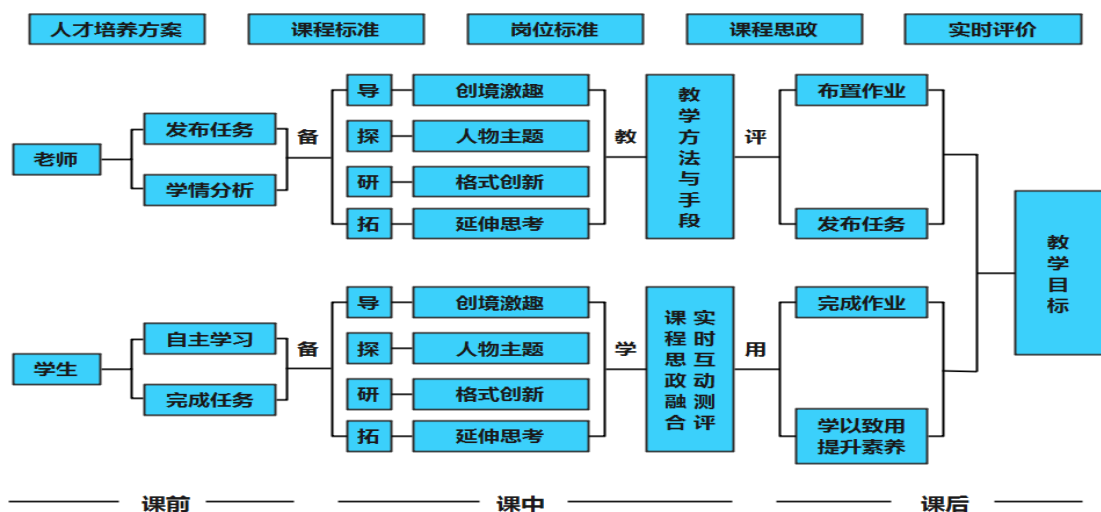 人才培养方案
课程标准
岗位标准
课程思政
实时评价
老师
发布任务
学情分析
备
导
创境激趣
探
人物主题
研
格式创新
拓
延伸思考
教
教学方法与手段
评
布置作业
发布任务
学生
自主学习
完成任务
备
导
创境激趣
探
人物主题
研
格式创新
拓
延伸思考
学
实时互动测评
课程思政融合
用
完成作业
学以致用
提升素养
教学目标
课前
课中
课后